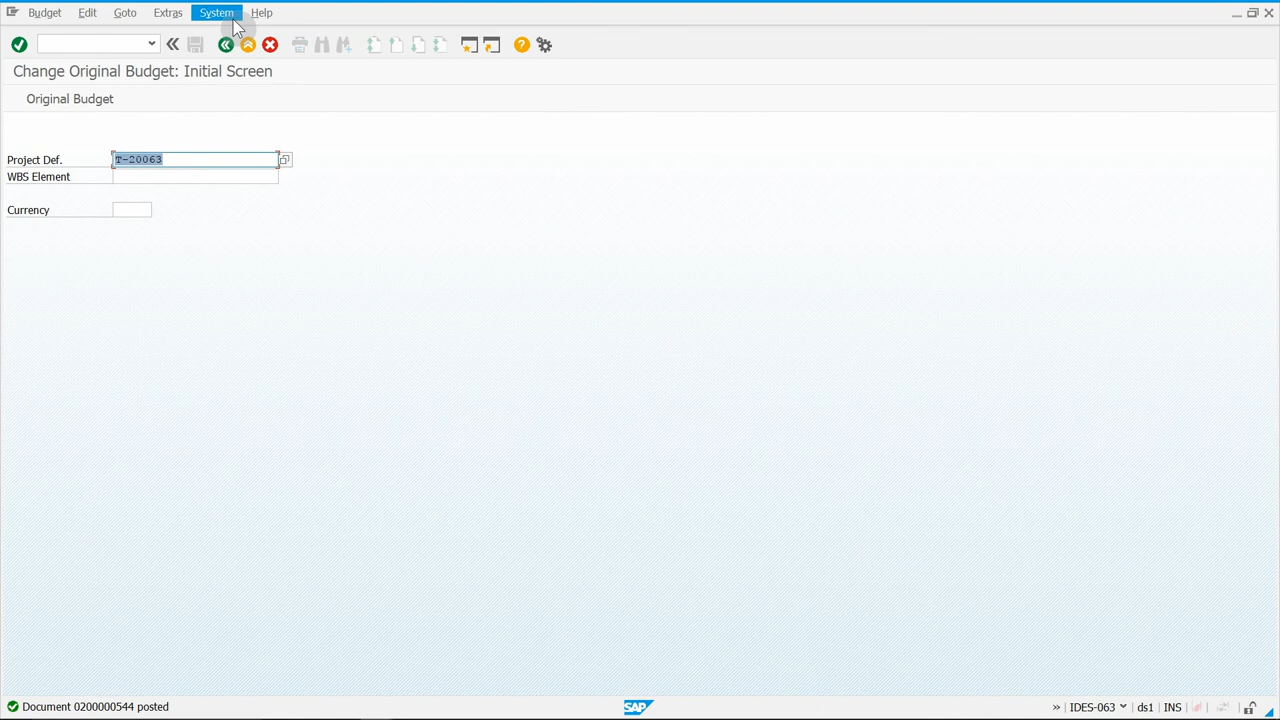 Budget Edit Goto Extras System Help
Change Original Budget: Initial Screen
Original Budget
Project Def. T-20063
WBS Element
Currency
Document 0200000544 posted SAP IDES-063 ds1 INS